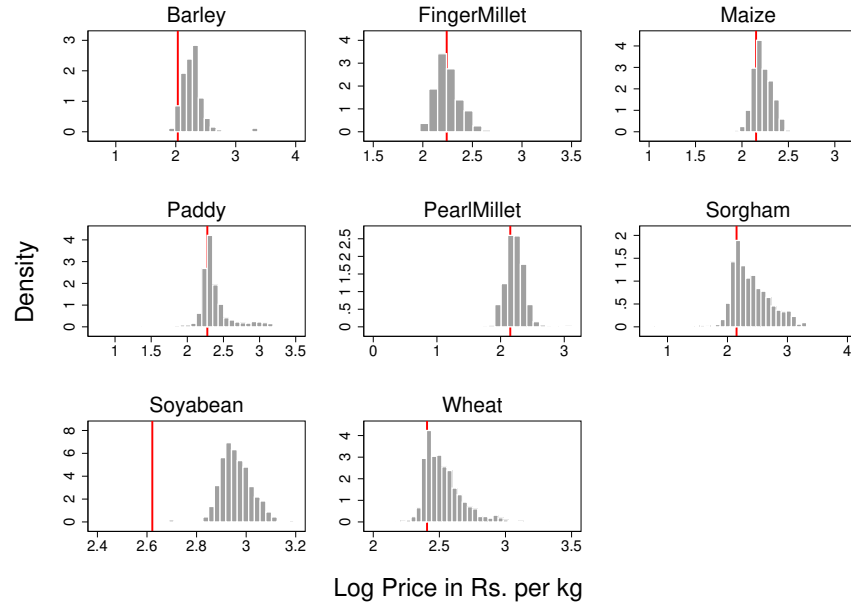 Barley
FingerMillet
Maize
0 1 2 3
1 2 3 4
0 1 2 3 4
1.5 2 2.5 3 3.5
0 1 2 3 4
1 1.5 2 2.5 3
Paddy
PearlMillet
Sorgham
Density
0 1 2 3 4
1 1.5 2 2.5 3 3.5
0 .5 1 1.5 2 2.5
0 1 2 3
0 .5 1 1.5 2
1 2 3 4
Soyabean
Wheat
0 2 4 6 8
2.4 2.6 2.8 3 3.2
0 1 2 3 4
2 2.5 3 3.5
Log Price in Rs. per kg